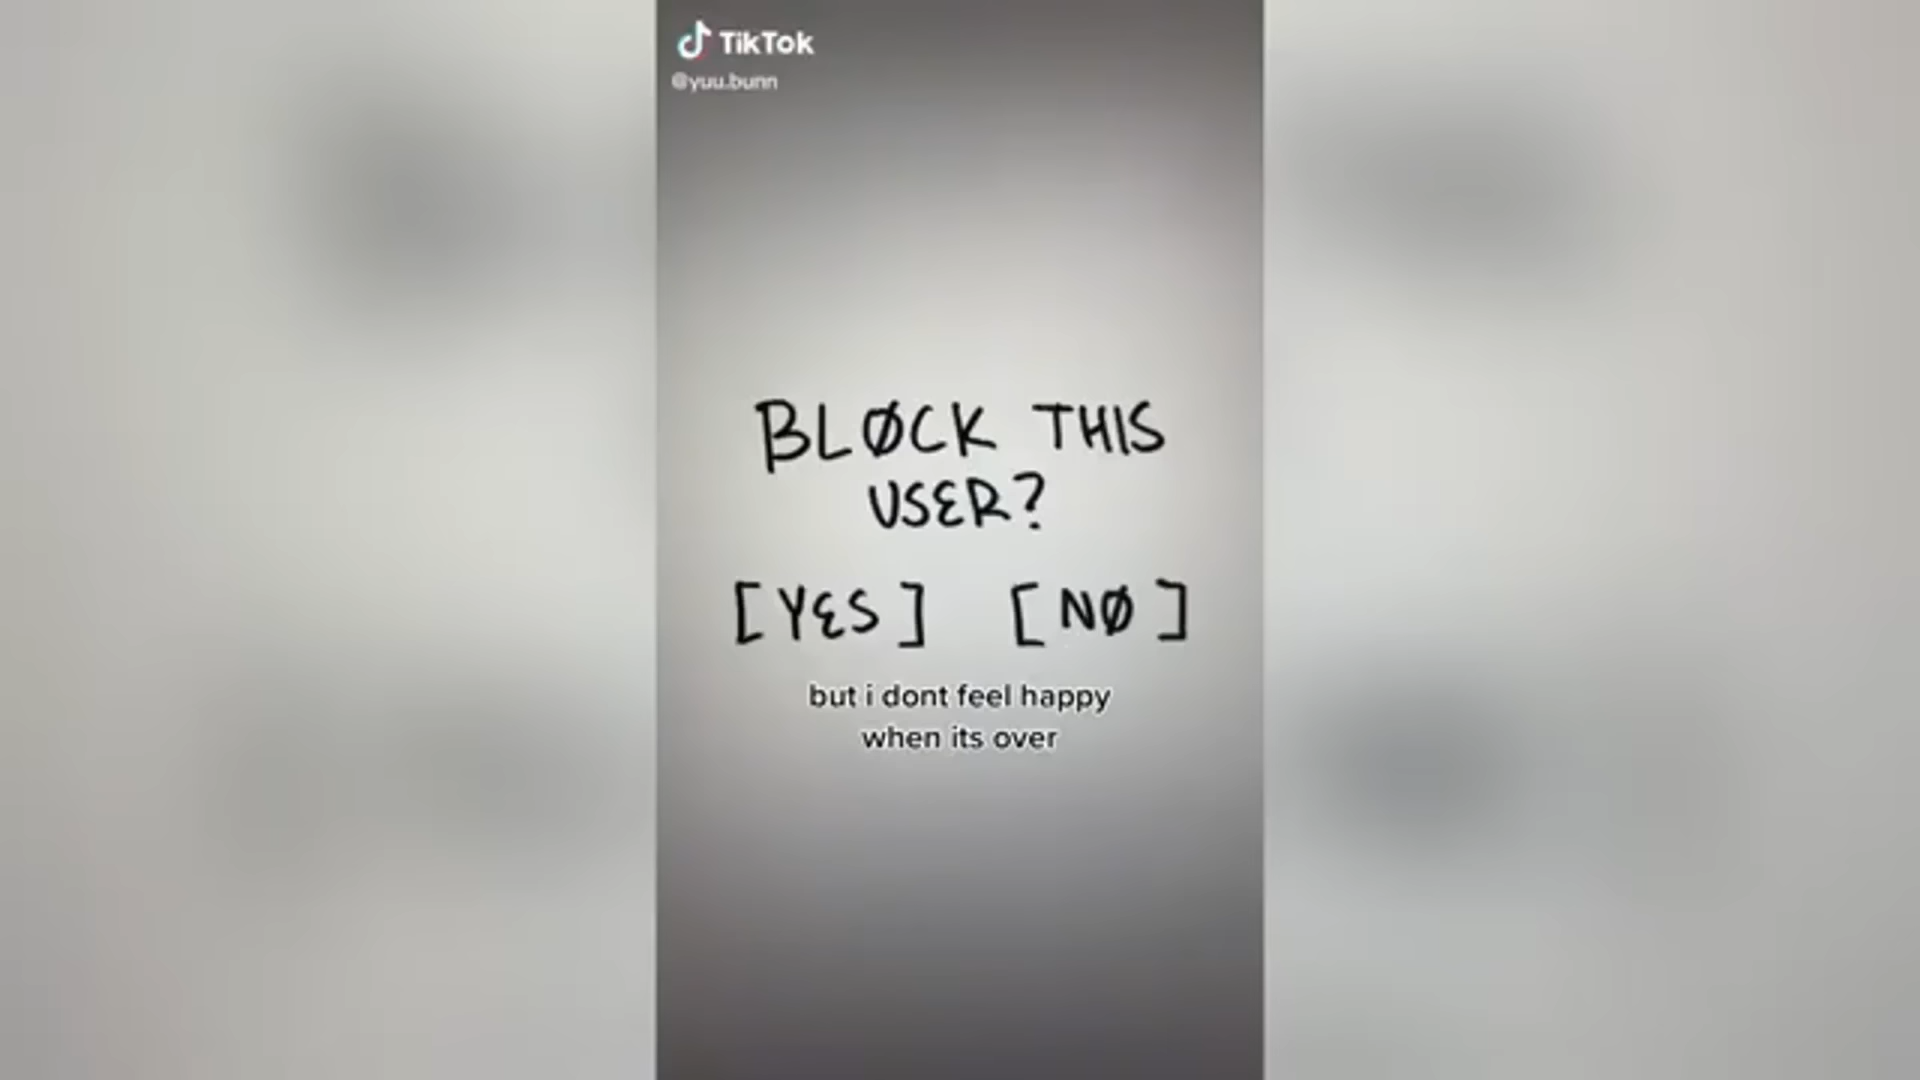 TikTok
@yuu.bunn
BLØCK THIS
USER?
[YES] [NØ]
but i dont feel happy
when its over